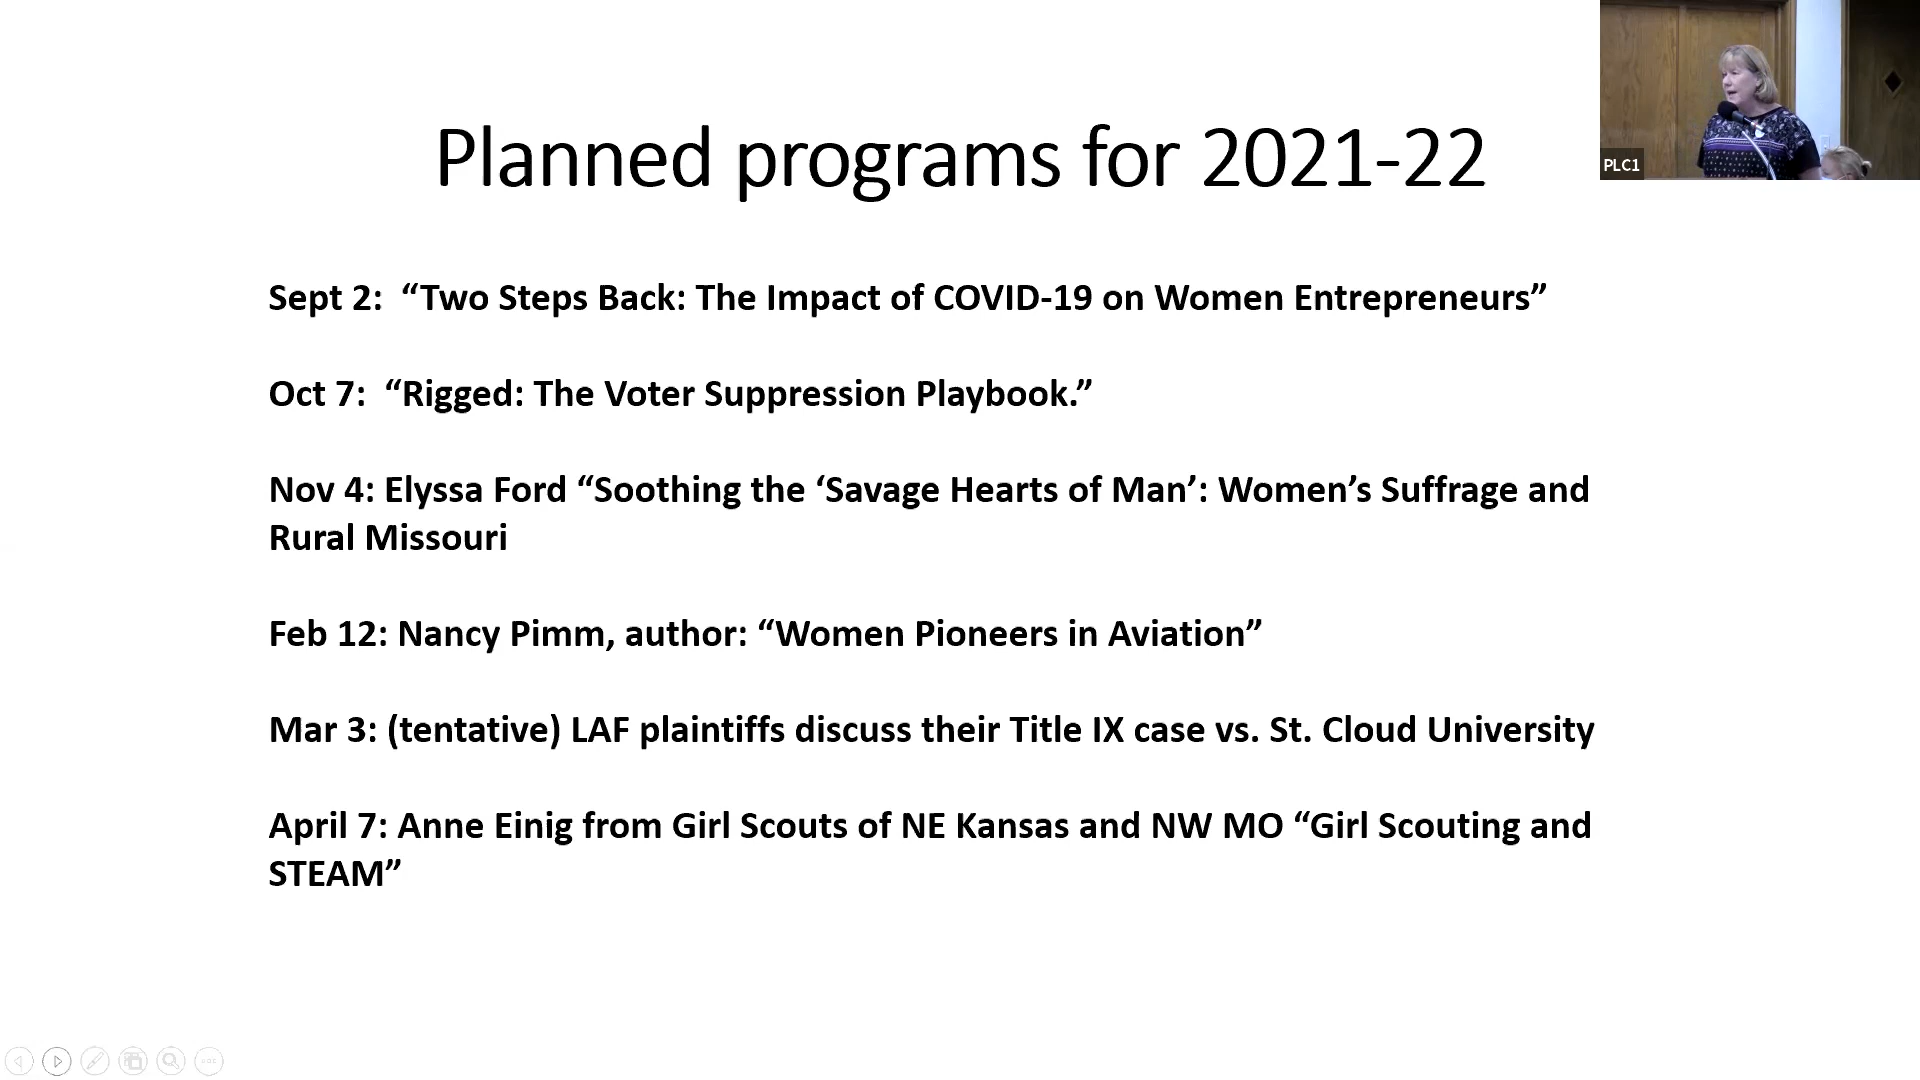 Planned programs for 2021-22
PLC1
Sept 2:  “Two Steps Back: The Impact of COVID-19 on Women Entrepreneurs”
Oct 7:  “Rigged: The Voter Suppression Playbook.”
Nov 4: Elyssa Ford “Soothing the ‘Savage Hearts of Man’: Women’s Suffrage and
Rural Missouri
Feb 12: Nancy Pimm, author: “Women Pioneers in Aviation”
Mar 3: (tentative) LAF plaintiffs discuss their Title IX case vs. St. Cloud University
April 7: Anne Einig from Girl Scouts of NE Kansas and NW MO “Girl Scouting and
STEAM”